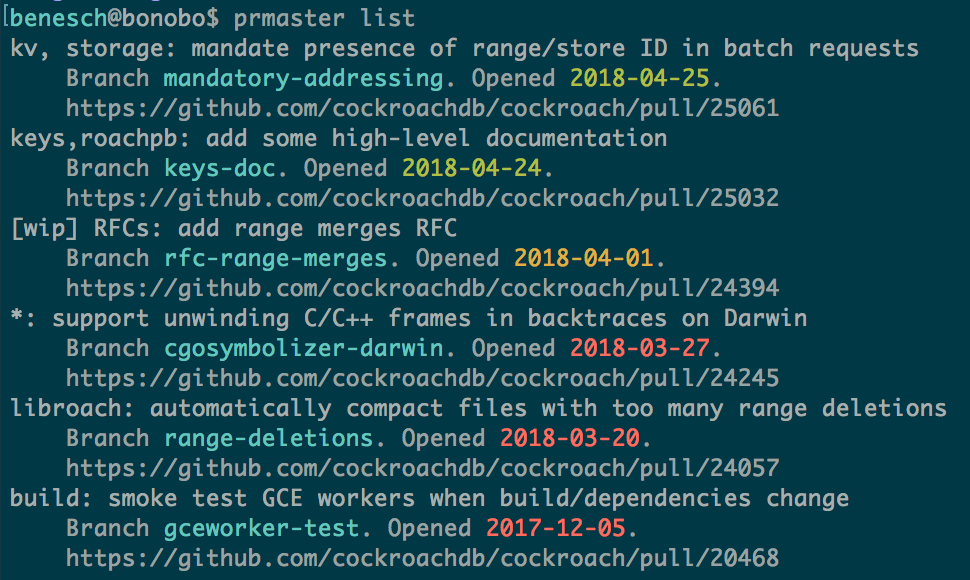 [benesch@bonobo$ prmaster list
kv, storage: mandate presence of range/store ID in batch requests
Branch mandatory-addressing. Opened 2018-04-25.
https://github.com/cockroachdb/cockroach/pull/25061
keys,roachpb: add some high-level documentation
Branch keys-doc. Opened 2018-04-24.
https://github.com/cockroachdb/cockroach/pull/25032
[wip] RFCs: add range merges RFC
Branch rfc-range-merges. Opened 2018-04-01.
https://github.com/cockroachdb/cockroach/pull/24394
*: support unwinding C/C++ frames in backtraces on Darwin
Branch cgosymbolizer-darwin. Opened 2018-03-27.
https://github.com/cockroachdb/cockroach/pull/24245
libroach: automatically compact files with too many range deletions
Branch range-deletions. Opened 2018-03-20.
https://github.com/cockroachdb/cockroach/pull/24057
build: smoke test GCE workers when build/dependencies change
Branch gceworker-test. Opened 2017-12-05.
https://github.com/cockroachdb/cockroach/pull/20468